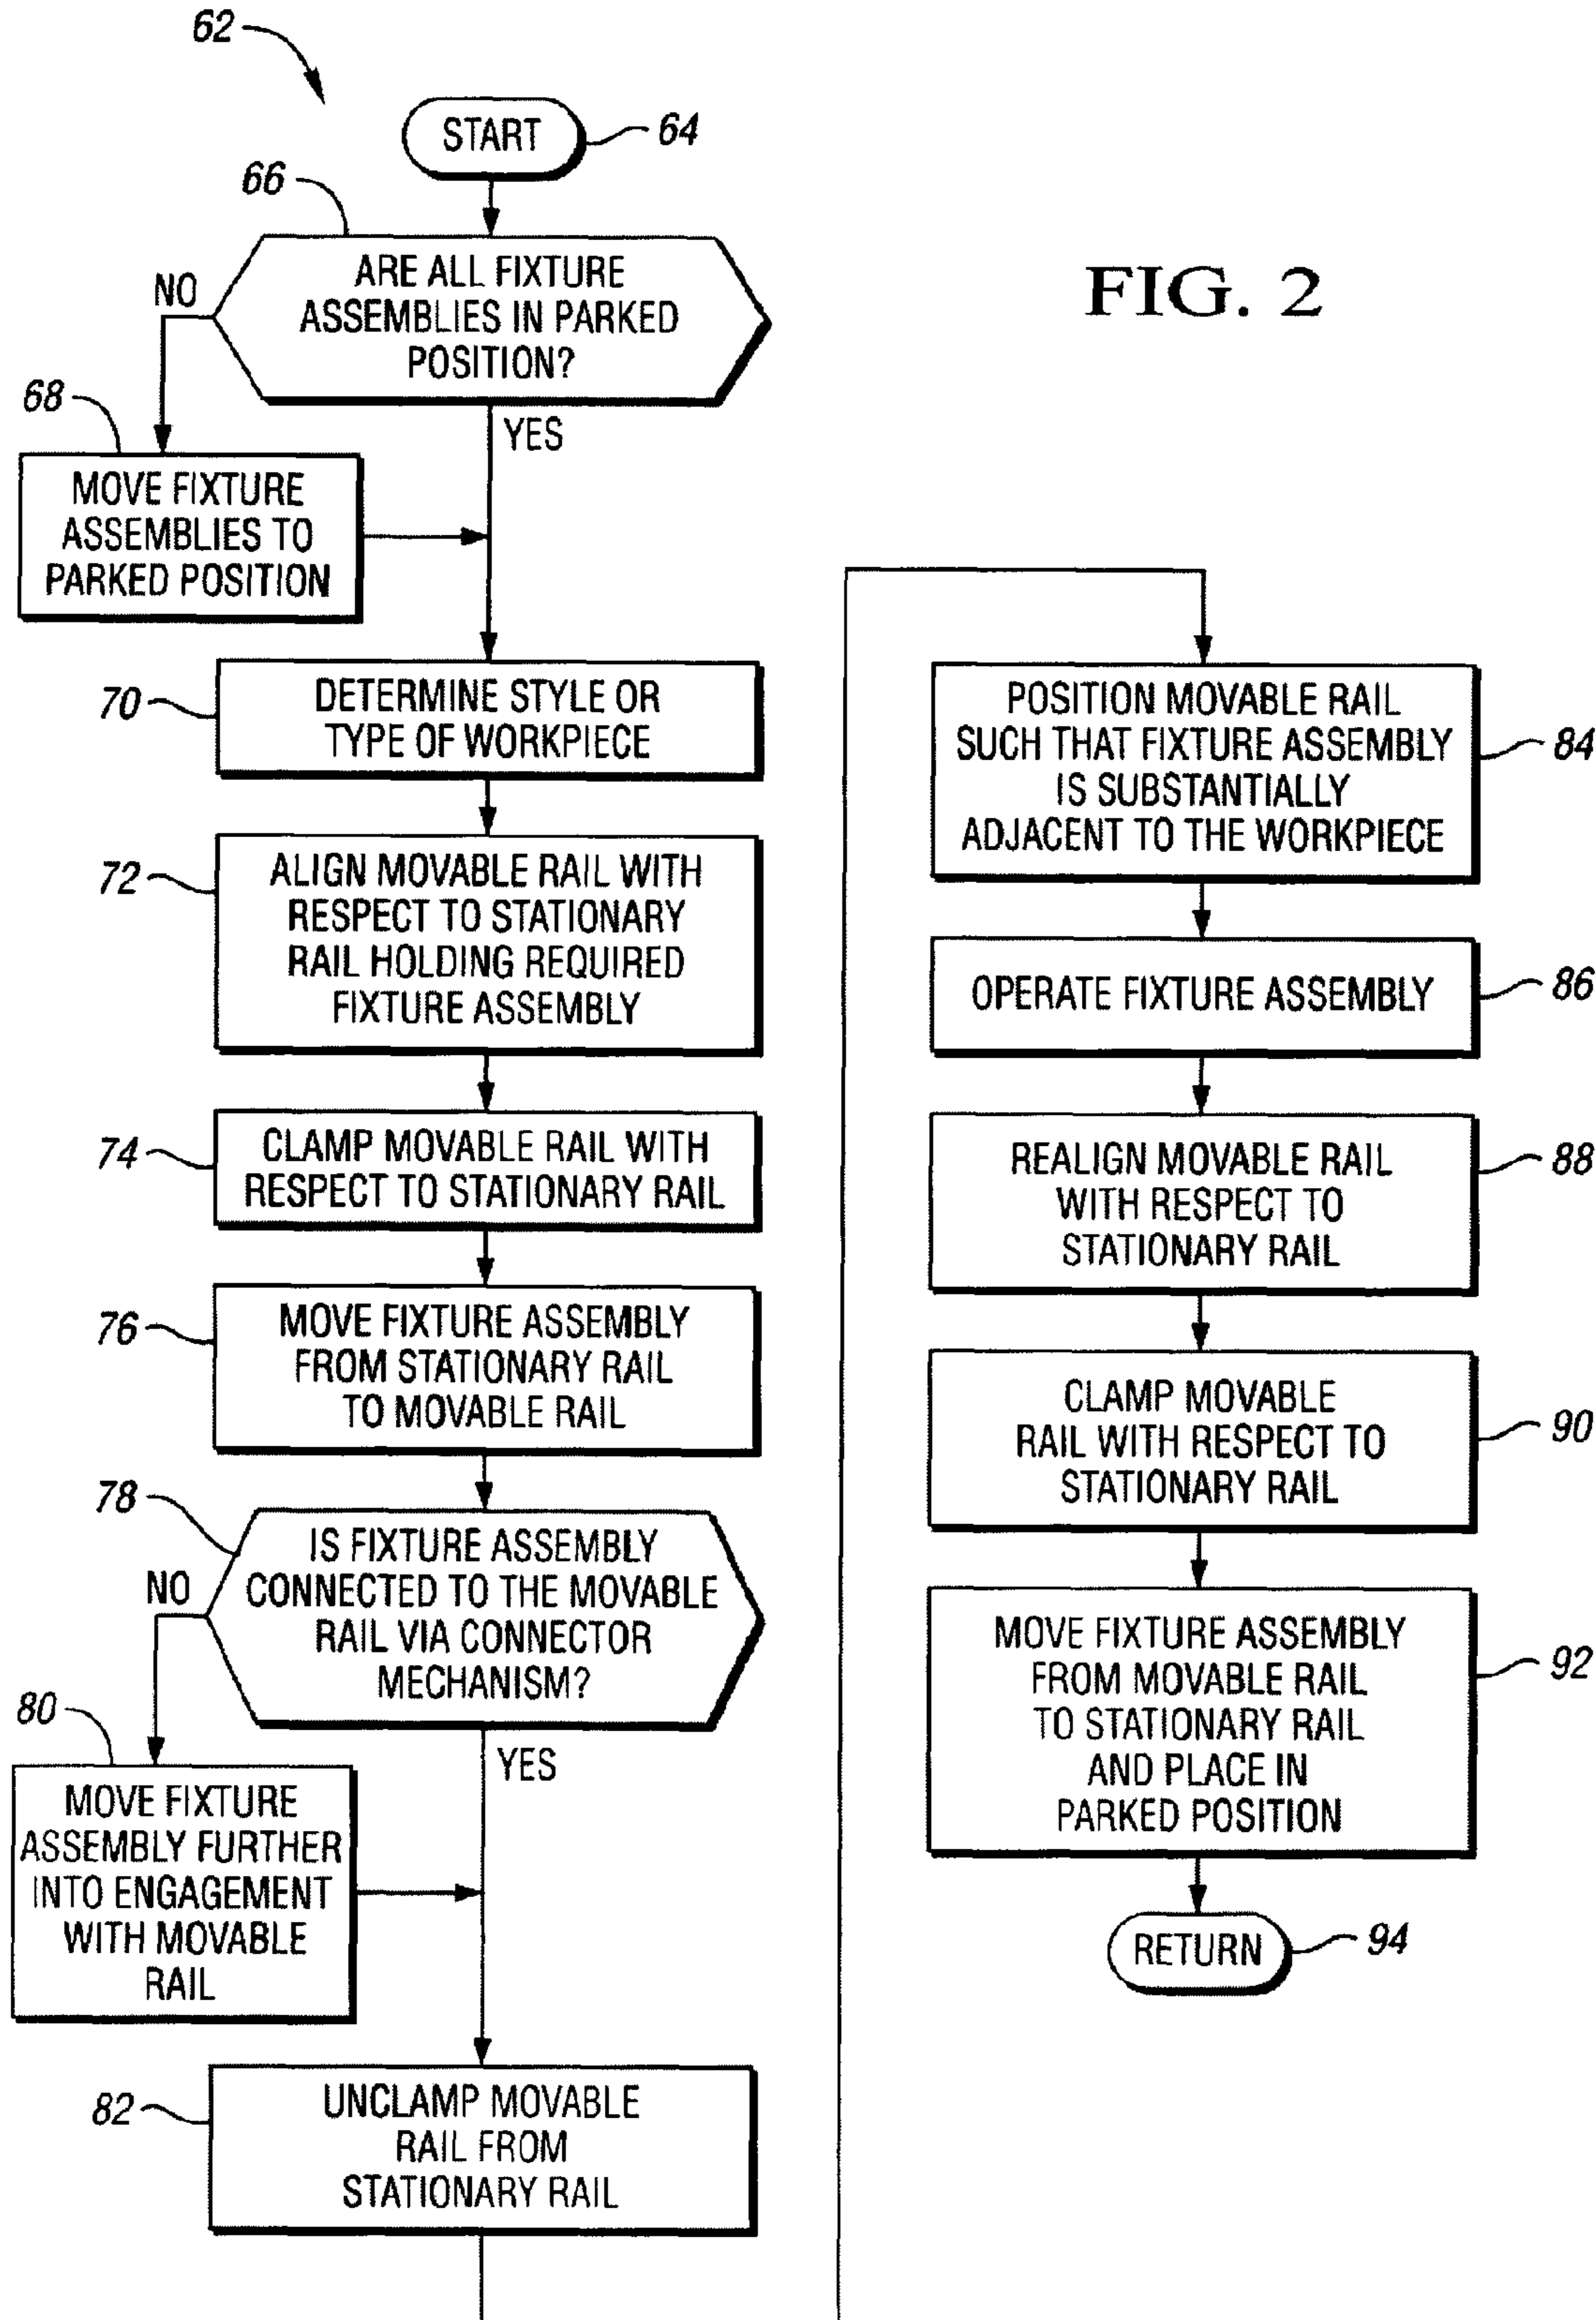 62
START
64
66
ARE ALL FIXTURE
ASSEMBLIES IN PARKED
POSITION?
NO
YES
68
MOVE FIXTURE
ASSEMBLIES TO
PARKED POSITION
70
DETERMINE STYLE OR
TYPE OF WORKPIECE
72
ALIGN MOVABLE RAIL WITH
RESPECT TO STATIONARY
RAIL HOLDING REQUIRED
FIXTURE ASSEMBLY
74
CLAMP MOVABLE RAIL WITH
RESPECT TO STATIONARY RAIL
76
MOVE FIXTURE ASSEMBLY
FROM STATIONARY RAIL
TO MOVABLE RAIL
78
IS FIXTURE ASSEMBLY
CONNECTED TO THE MOVABLE
RAIL VIA CONNECTOR
MECHANISM?
NO
YES
80
MOVE FIXTURE
ASSEMBLY FURTHER
INTO ENGAGEMENT
WITH MOVABLE
RAIL
82
UNCLAMP MOVABLE
RAIL FROM
STATIONARY RAIL
FIG. 2
POSITION MOVABLE RAIL
SUCH THAT FIXTURE ASSEMBLY
IS SUBSTANTIALLY
ADJACENT TO THE WORKPIECE
84
OPERATE FIXTURE ASSEMBLY
86
REALIGN MOVABLE RAIL
WITH RESPECT TO
STATIONARY RAIL
88
CLAMP MOVABLE
RAIL WITH RESPECT TO
STATIONARY RAIL
90
MOVE FIXTURE ASSEMBLY
FROM MOVABLE RAIL
TO STATIONARY RAIL
AND PLACE IN
PARKED POSITION
92
RETURN
94